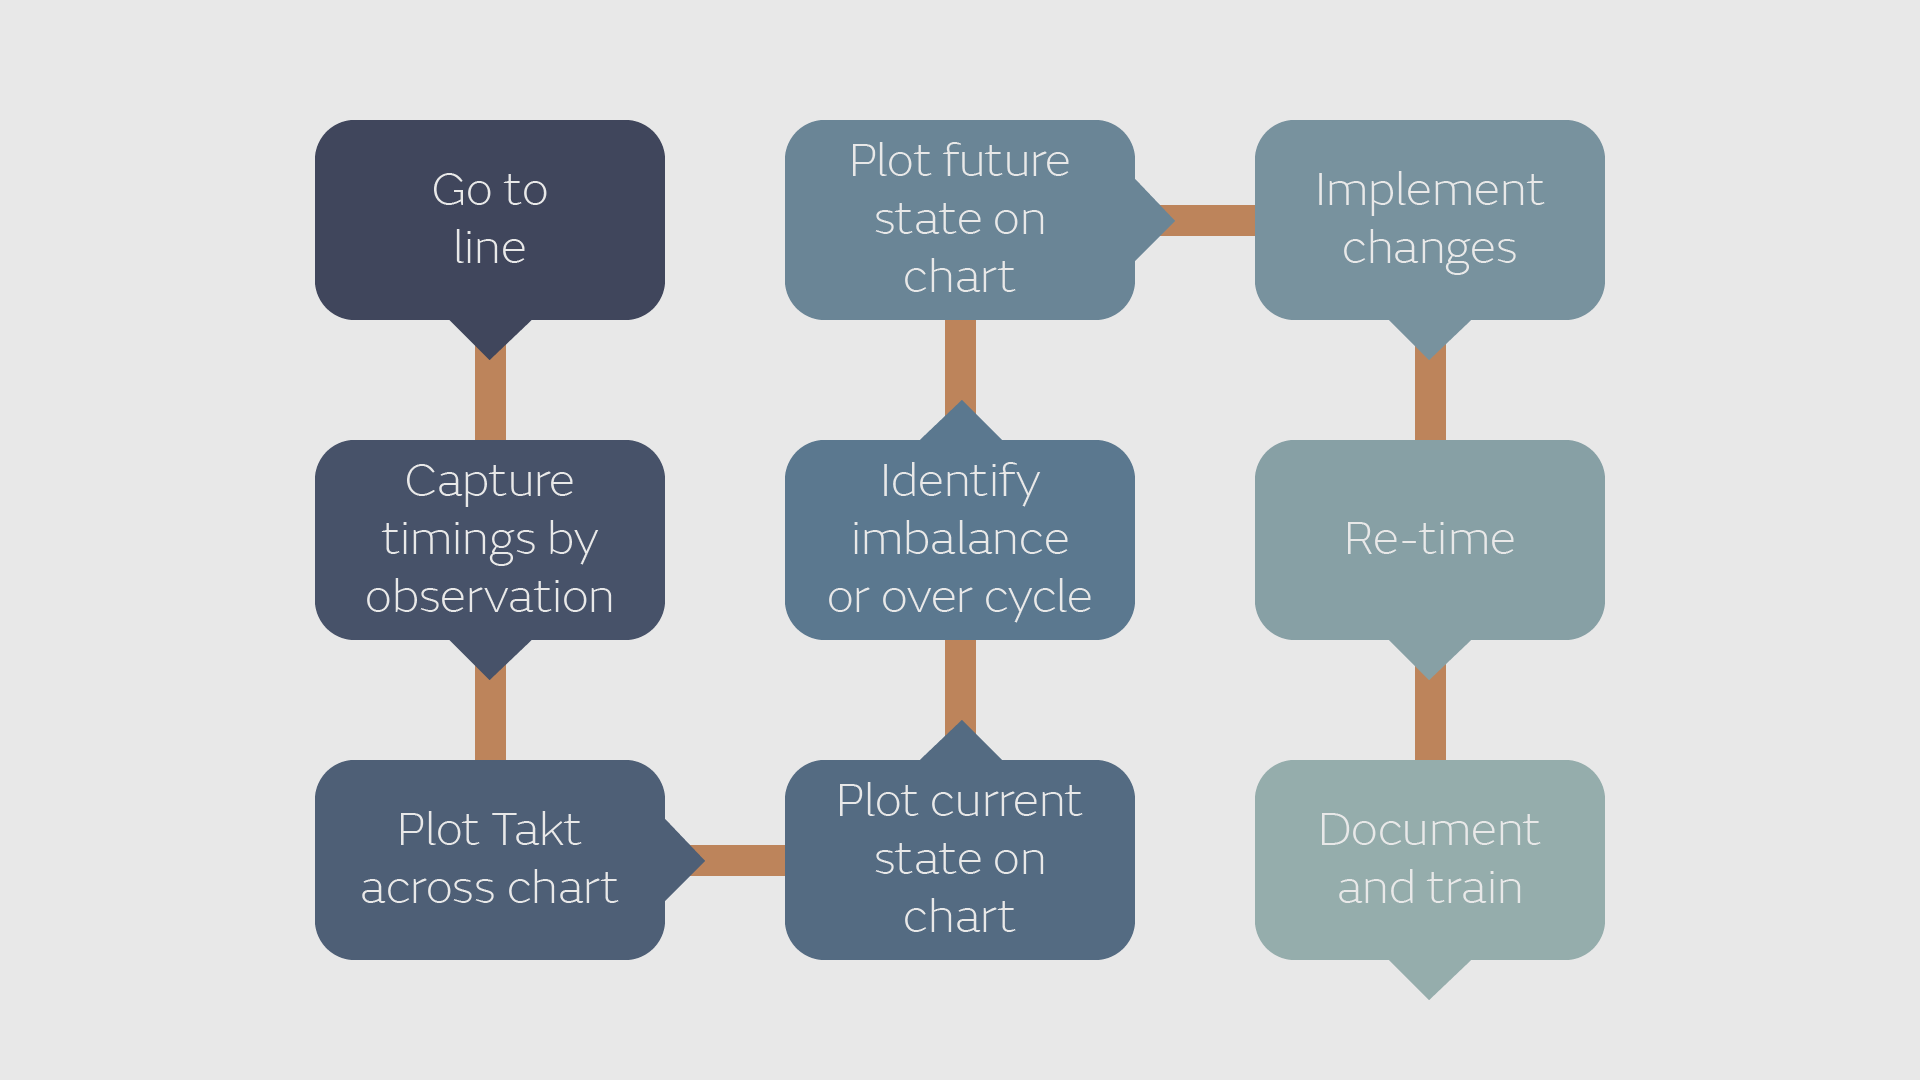 Go to
line
Capture
timings by
observation
Plot Takt
across chart
Plot current
state on
chart
Identify
imbalance
or over cycle
Plot future
state on
chart
Implement
changes
Re-time
Document
and train